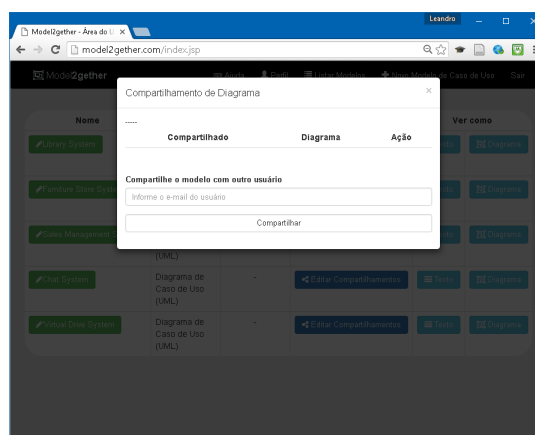 Leandro
Model2gether - Área do U
model2gether.com/index.jsp
Model2gether Ajuda Perfil Listar Modelos Novo Modelo de Caso de Uso Sair
Compartilhamento de Diagrama ×
-----
Compartilhado Diagrama Ação
Compartilhe o modelo com outro usuário
Informe o e-mail do usuário
Compartilhar
Nome Ver como
Library System Diagrama
Furniture Store Syste Diagrama
Sales Management S Diagrama
(UML)
Chat System Diagrama de Caso de Uso (UML) - Editar Compartilhamentos Texto Diagrama
Virtual Drive System Diagrama de Caso de Uso (UML) - Editar Compartilhamentos Texto Diagrama